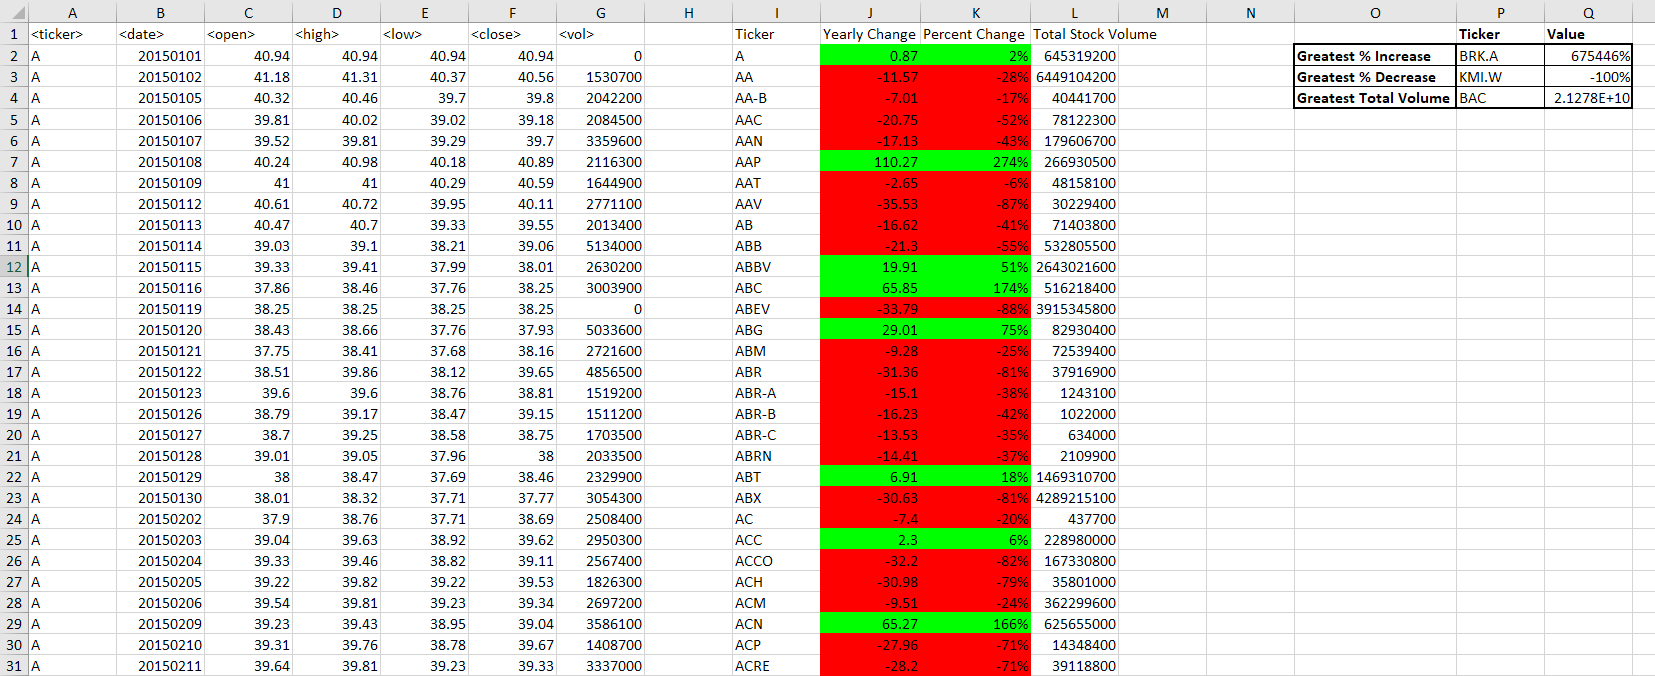 A B C D E F G H I J K L M N O P Q
1 <ticker> <date> <open> <high> <low> <close> <vol> Ticker Yearly Change Percent Change Total Stock Volume Ticker Value
2 A 20150101 40.94 40.94 40.94 40.94 0 A 0.87 2% 645319200 Greatest % Increase BRK.A 675446%
3 A 20150102 41.18 41.31 40.37 40.56 1530700 AA -11.57 -28% 6449104200 Greatest % Decrease KMI.W -100%
4 A 20150105 40.32 40.46 39.7 39.8 2042200 AA-B -7.01 -17% 40441700 Greatest Total Volume BAC 2.1278E+10
5 A 20150106 39.81 40.02 39.02 39.18 2084500 AAC -20.75 -52% 78122300
6 A 20150107 39.52 39.81 39.29 39.7 3359600 AAN -17.13 -43% 179606700
7 A 20150108 40.24 40.98 40.18 40.89 2116300 AAP 110.27 274% 266930500
8 A 20150109 41 41 40.29 40.59 1644900 AAT -2.65 -6% 48158100
9 A 20150112 40.61 40.72 39.95 40.11 2771100 AAV -35.53 -87% 30229400
10 A 20150113 40.47 40.7 39.33 39.55 2013400 AB -16.62 -41% 71403800
11 A 20150114 39.03 39.1 38.21 39.06 5134000 ABB -21.3 -55% 532805500
12 A 20150115 39.33 39.41 37.99 38.01 2630200 ABBV 19.91 51% 2643021600
13 A 20150116 37.86 38.46 37.76 38.25 3003900 ABC 65.85 174% 516218400
14 A 20150119 38.25 38.25 38.25 38.25 0 ABEV -33.79 -88% 3915345800
15 A 20150120 38.43 38.66 37.76 37.93 5033600 ABG 29.01 75% 82930400
16 A 20150121 37.75 38.41 37.68 38.16 2721600 ABM -9.28 -25% 72539400
17 A 20150122 38.51 39.86 38.12 39.65 4856500 ABR -31.36 -81% 37916900
18 A 20150123 39.6 39.6 38.76 38.81 1519200 ABR-A -15.1 -38% 1243100
19 A 20150126 38.79 39.17 38.47 39.15 1511200 ABR-B -16.23 -42% 1022000
20 A 20150127 38.7 39.25 38.58 38.75 1703500 ABR-C -13.53 -35% 634000
21 A 20150128 39.01 39.05 37.96 38 2033500 ABRN -14.41 -37% 2109900
22 A 20150129 38 38.47 37.69 38.46 2329900 ABT 6.91 18% 1469310700
23 A 20150130 38.01 38.32 37.71 37.77 3054300 ABX -30.63 -81% 4289215100
24 A 20150202 37.9 38.76 37.71 38.69 2508400 AC -7.4 -20% 437700
25 A 20150203 39.04 39.63 38.92 39.62 2950300 ACC 2.3 6% 228980000
26 A 20150204 39.33 39.46 38.82 39.11 2567400 ACCO -32.2 -82% 167330800
27 A 20150205 39.22 39.82 39.22 39.53 1826300 ACH -30.98 -79% 35801000
28 A 20150206 39.54 39.81 39.23 39.34 2697200 ACM -9.51 -24% 362299600
29 A 20150209 39.23 39.43 38.95 39.04 3586100 ACN 65.27 166% 625655000
30 A 20150210 39.31 39.76 38.78 39.67 1408700 ACP -27.96 -71% 14348400
31 A 20150211 39.64 39.81 39.23 39.33 3337000 ACRE -28.2 -71% 39118800